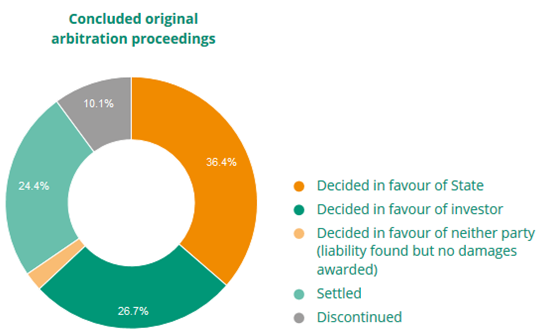 Concluded original
arbitration proceedings
10.1%
36.4%
24.4%
26.7%
Decided in favour of State
Decided in favour of investor
Decided in favour of neither party
(liability found but no damages
awarded)
Settled
Discontinued